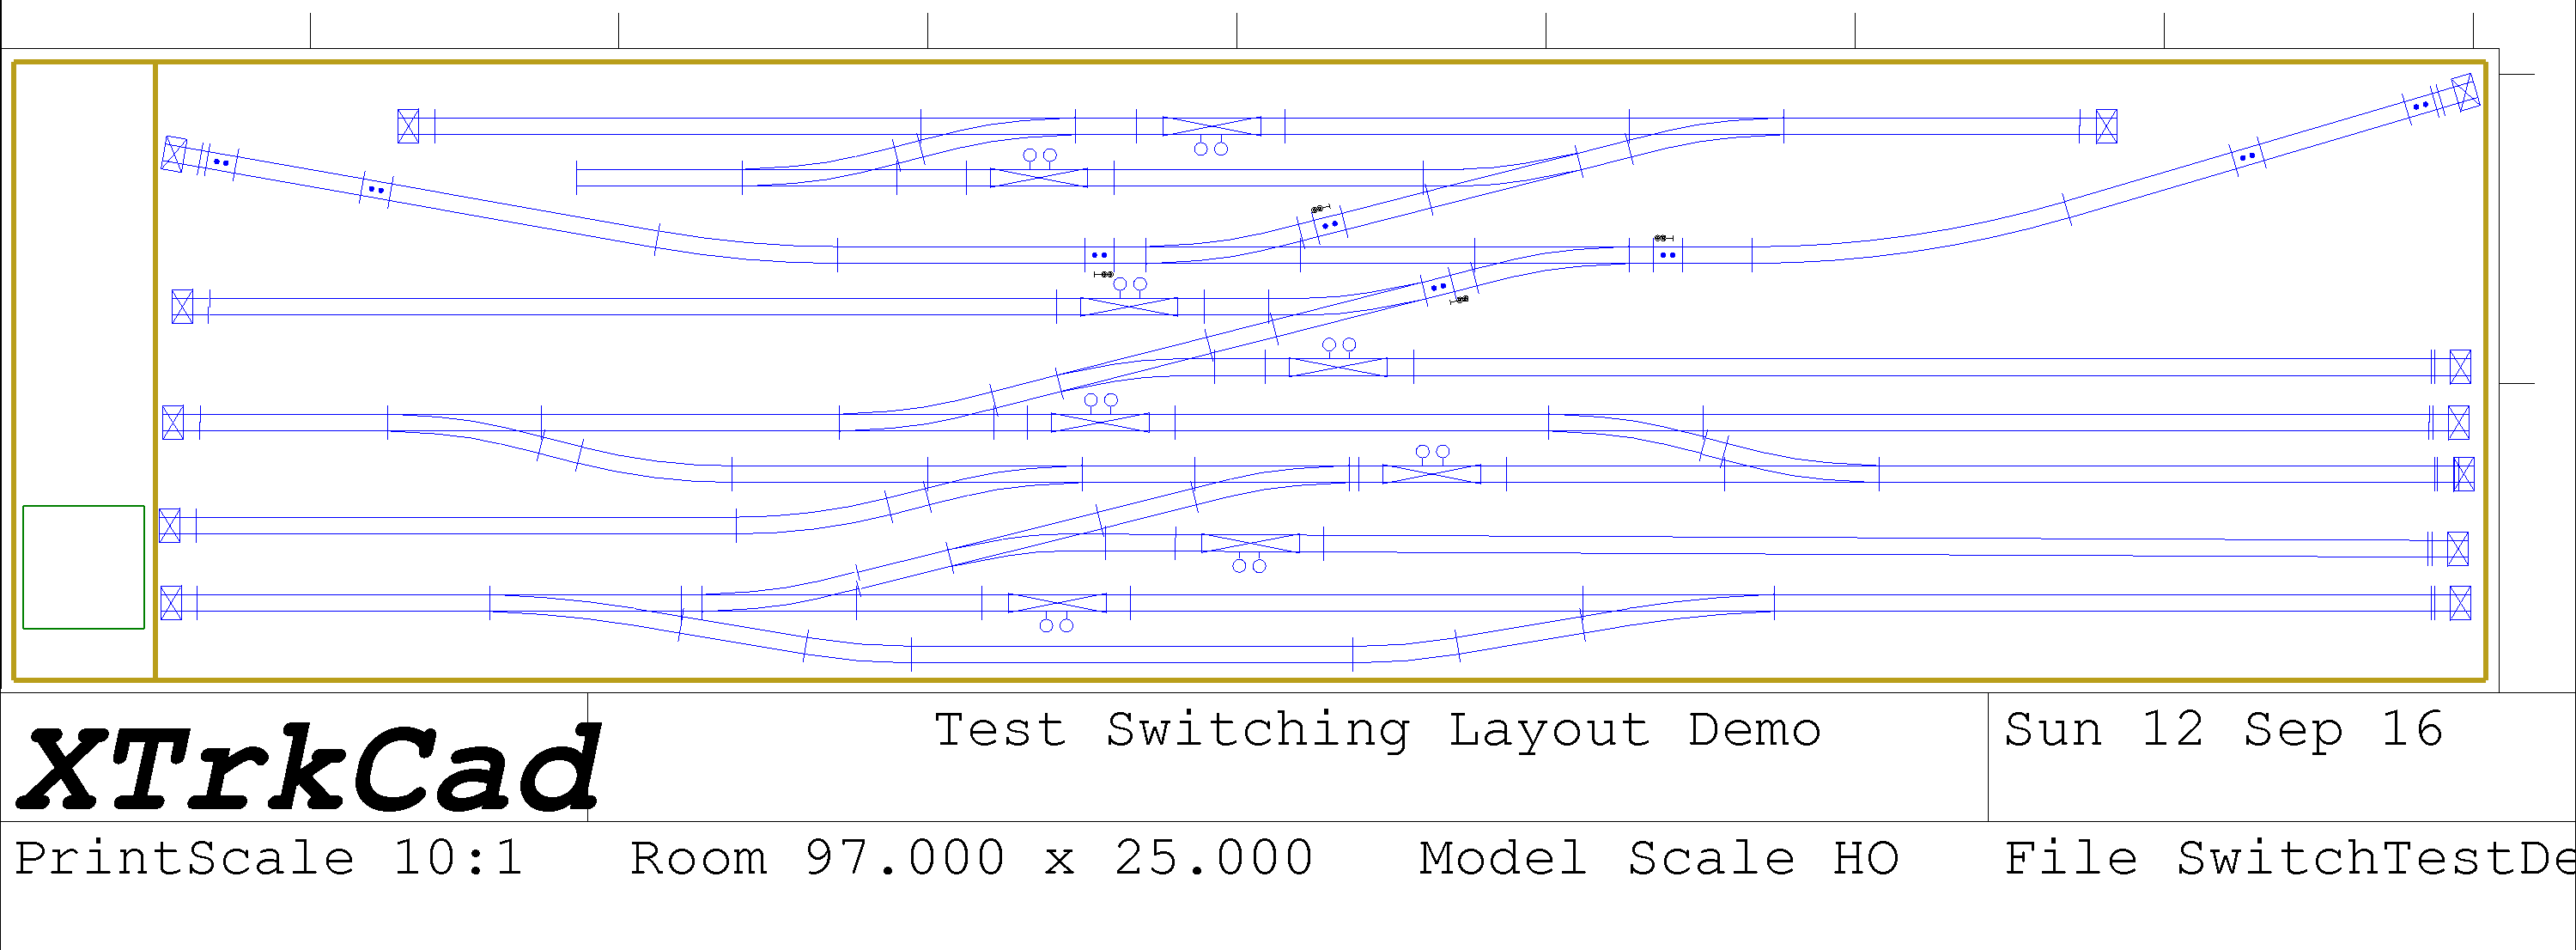 XTrkCad
Test Switching Layout Demo
Sun 12 Sep 16
PrintScale 10:1
Room 97.000 x 25.000
Model Scale HO
File SwitchTestDe